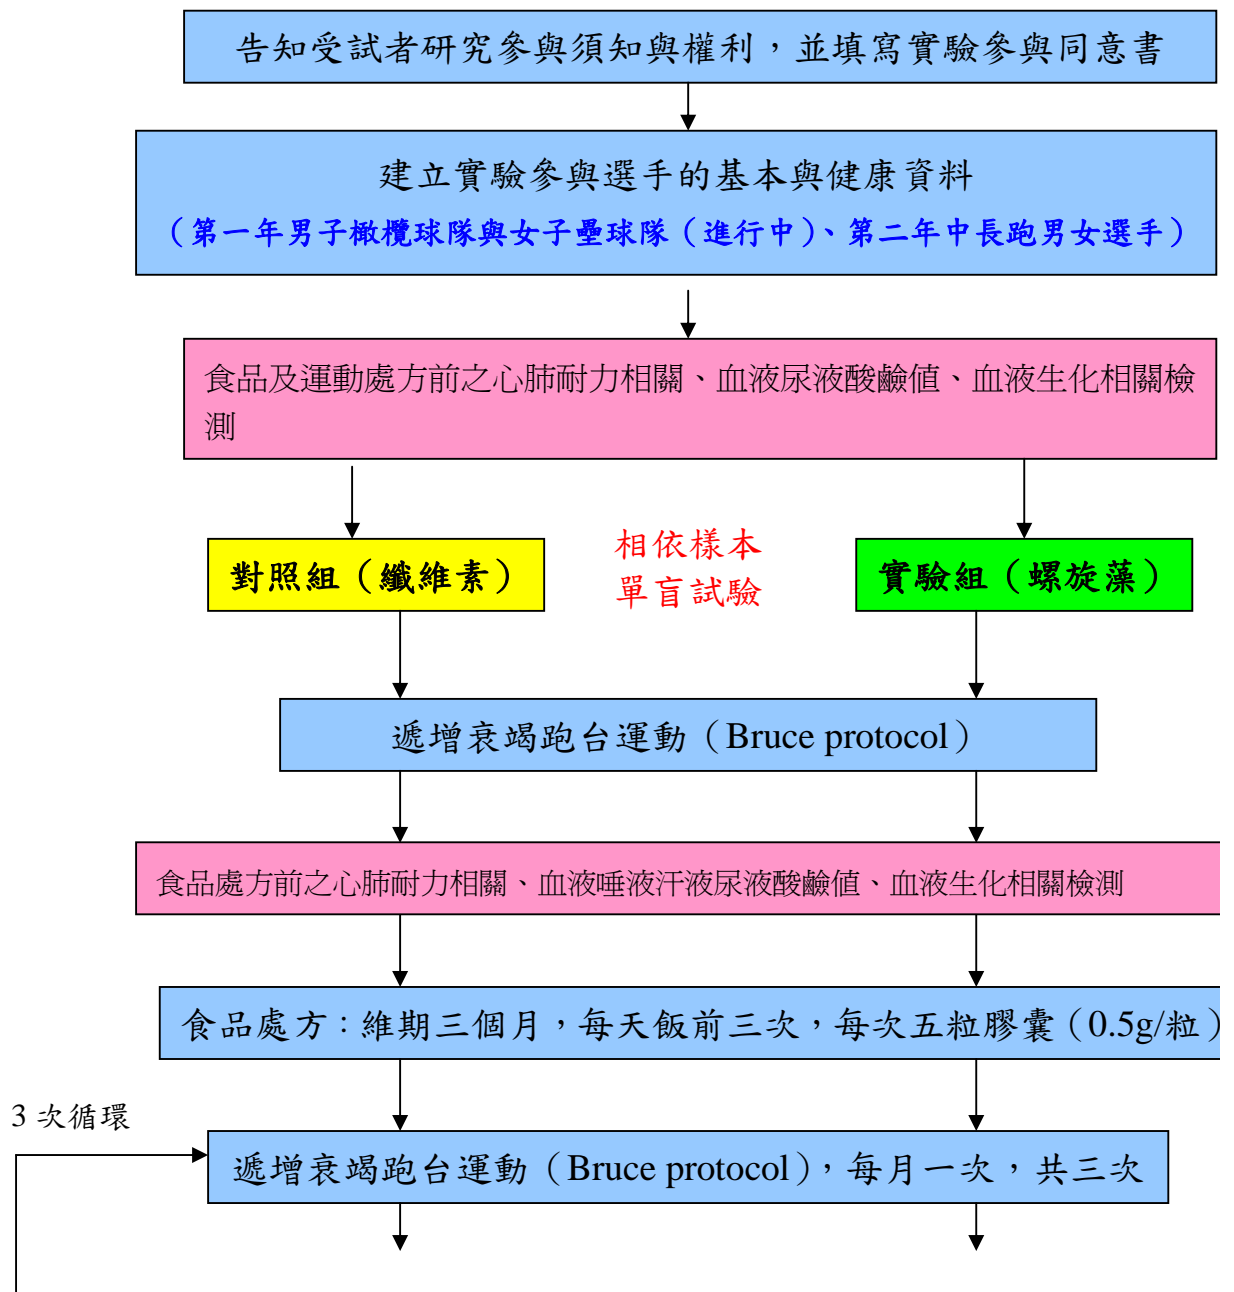 告知受試者研究參與須知與權利，並填寫實驗參與同意書
建立實驗參與選手的基本與健康資料
（第一年男子橄欖球隊與女子壘球隊（進行中）、第二年中長跑男女選手）
食品及運動處方前之心肺耐力相關、血液尿液酸鹼值、血液生化相關檢
測
對照組（纖維素）
相依樣本
單盲試驗
實驗組（螺旋藻）
遞增衰竭跑台運動（Bruce protocol）
食品處方前之心肺耐力相關、血液唾液汗液尿液酸鹼值、血液生化相關檢測
食品處方：維期三個月，每天飯前三次，每次五粒膠囊（0.5g/粒）
3 次循環
遞增衰竭跑台運動（Bruce protocol），每月一次，共三次